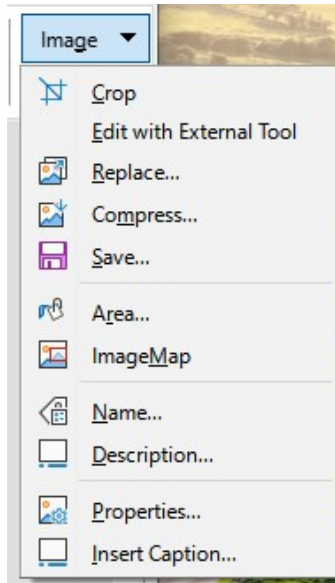 Image
Crop
Edit with External Tool
Replace...
Compress...
Save...
Area...
ImageMap
Name...
Description...
Properties...
Insert Caption...